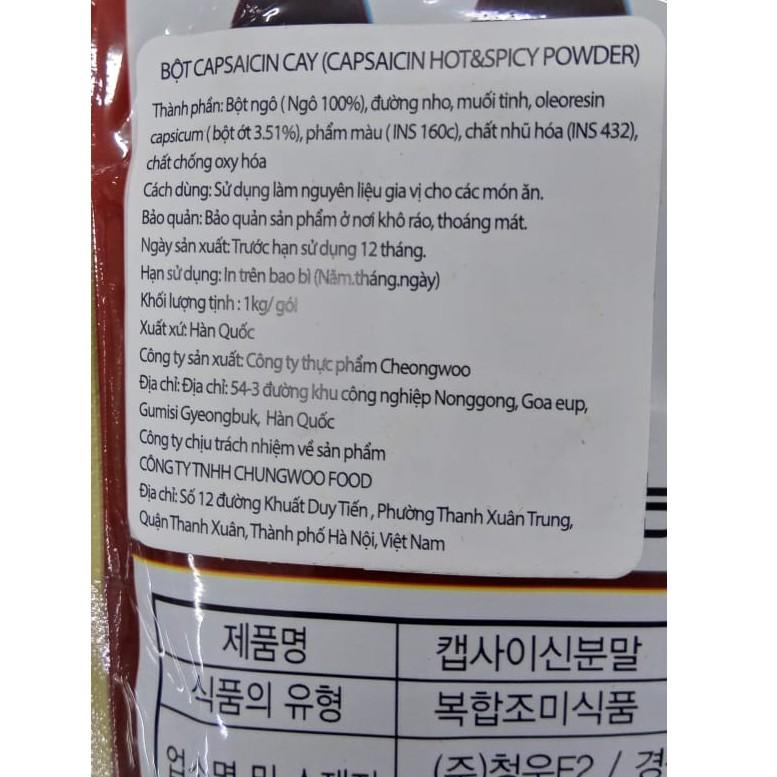 BỘT CAPSAICIN CAY (CAPSAICIN HOT&SPICY POWDER)
Thành phần: Bột ngô ( Ngô 100%), đường nho, muối tinh, oleoresin
capsicum ( bột ớt 3.51%), phẩm màu ( INS 160c), chất nhũ hóa (INS 432),
chất chống oxy hóa
Cách dùng: Sử dụng làm nguyên liệu gia vị cho các món ăn.
Bảo quản: Bảo quản sản phẩm ở nơi khô ráo, thoáng mát.
Ngày sản xuất: Trước hạn sử dụng 12 tháng.
Hạn sử dụng: In trên bao bì (Năm.tháng.ngày)
Khối lượng tịnh : 1kg/ gói
Xuất xứ: Hàn Quốc
Công ty sản xuất: Công ty thực phẩm Cheongwoo
Địa chỉ: Địa chỉ: 54-3 đường khu công nghiệp Nonggong, Goa eup,
Gumisi Gyeongbuk, Hàn Quốc
Công ty chịu trách nhiệm về sản phẩm
CÔNG TY TNHH CHUNGWOO FOOD
Địa chỉ: Số 12 đường Khuất Duy Tiến , Phường Thanh Xuân Trung,
Quận Thanh Xuân, Thành phố Hà Nội, Việt Nam
제품명 캡사이신분말
식품의 유형 복합조미식품
(주)청우F2 /